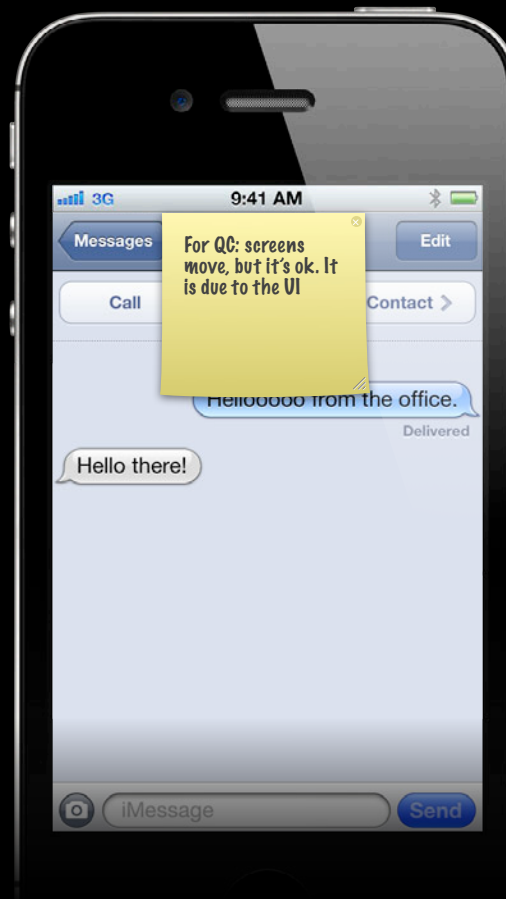 3G 9:41 AM
Messages Edit
For QC: screens
move, but it's ok. It
is due to the UI
Call Contact
Hellooooo from the office.
Delivered
Hello there!
iMessage Send